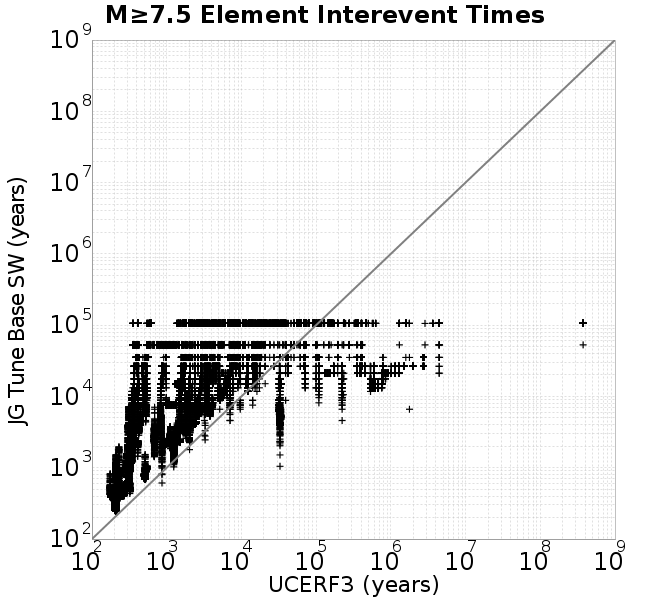 M≥7.5 Element Interevent Times
JG Tune Base SW (years)
10^9
10^8
10^7
10^6
10^5
10^4
10^3
10^2
10^2 10^3 10^4 10^5 10^6 10^7 10^8 10^9
UCERF3 (years)